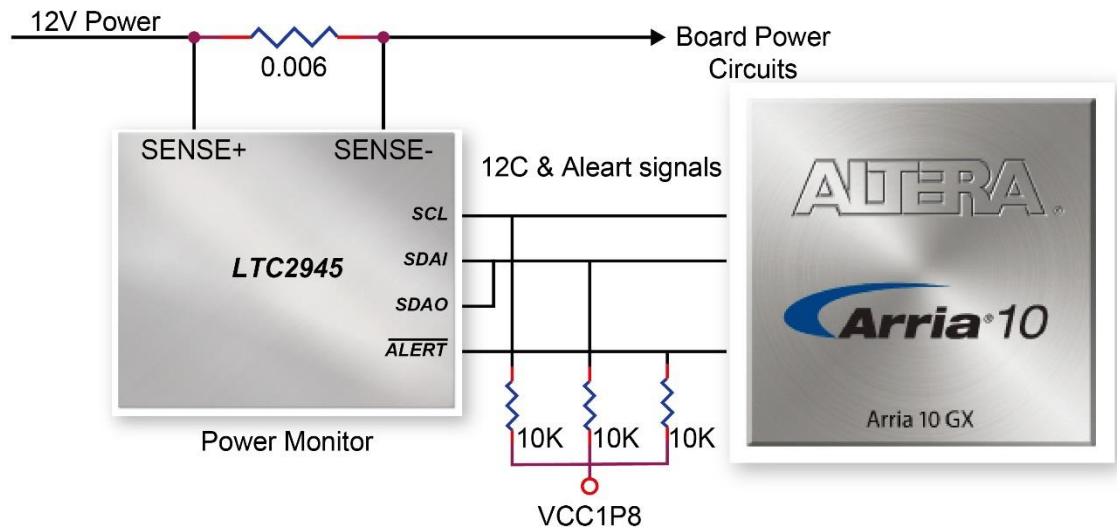 12V Power
0.006
Board Power
Circuits
SENSE+ SENSE-
12C & Aleart signals
SCL
SDAI
SDAO
ALERT
LTC2945
Power Monitor
10K 10K 10K
VCC1P8
ALTERA®
Arria® 10
Arria 10 GX